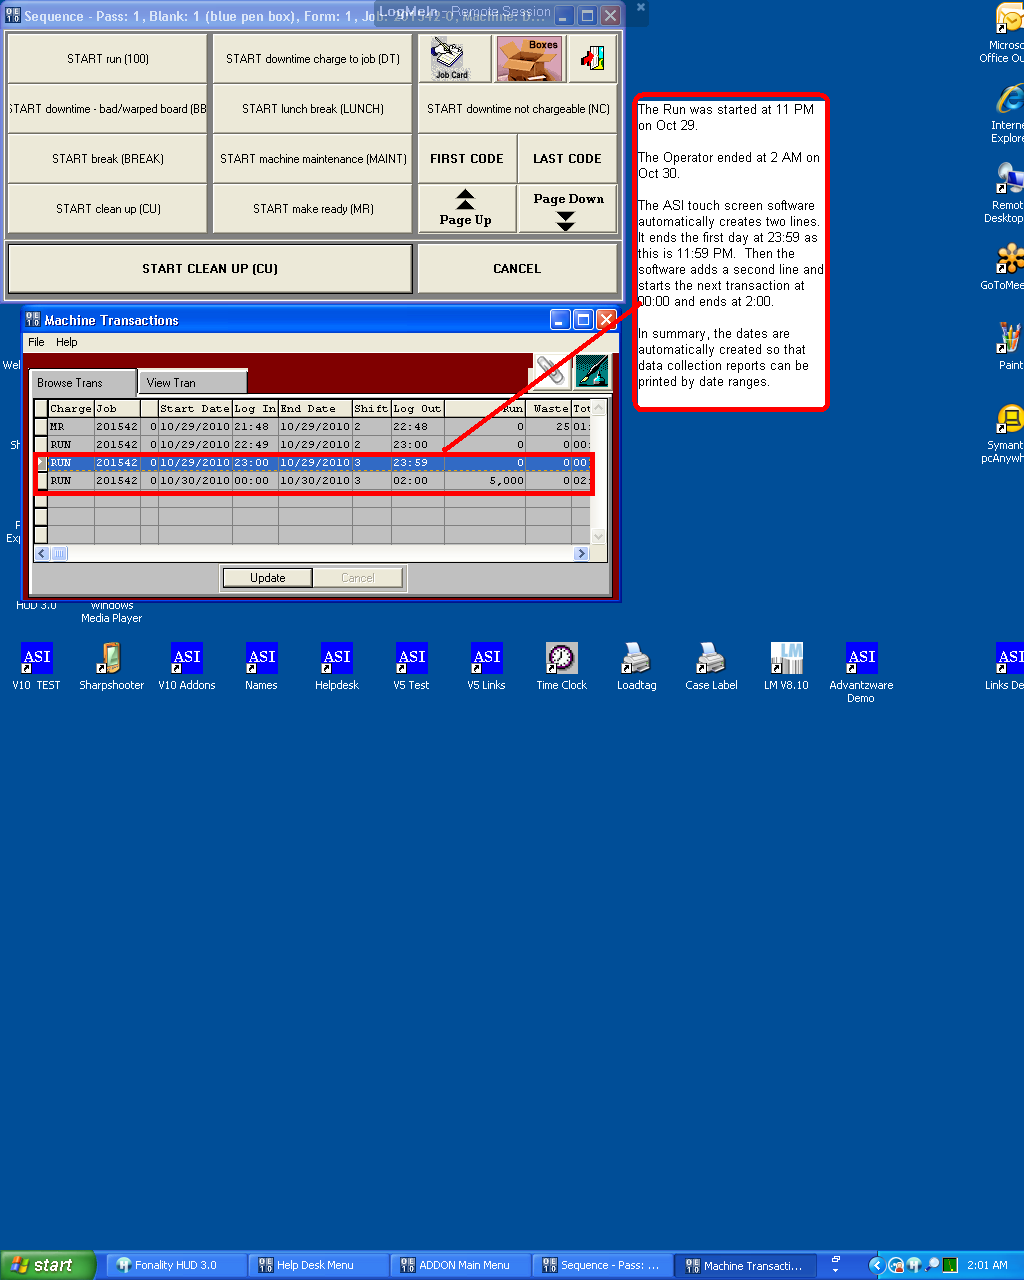 Sequence - Pass: 1, Blank: 1 (blue pen box), Form: 1, Job: 201542-0, Machine:
LogMeIn - Remote Session
START run (100)
START downtime charge to job (DT)
Job Card
Boxes
START downtime - bad/warped board (BB
START lunch break (LUNCH)
START downtime not chargeable (NC)
START break (BREAK)
START machine maintenance (MAINT)
FIRST CODE
LAST CODE
START clean up (CU)
START make ready (MR)
Page Up
Page Down
START CLEAN UP (CU)
CANCEL
The Run was started at 11 PM
on Oct 29.
The Operator ended at 2 AM on
Oct 30.
The ASI touch screen software
automatically creates two lines.
It ends the first day at 23:59 as
this is 11:59 PM. Then the
software adds a second line and
starts the next transaction at
00:00 and ends at 2:00.
In summary, the dates are
automatically created so that
data collection reports can be
printed by date ranges.
Machine Transactions
File Help
Browse Trans
View Tran
Charge Job Start Date Log In End Date Shift Log Out Run Waste Tot
MR 201542 0 10/29/2010 21:48 10/29/2010 2 22:48 0 25 01:
RUN 201542 0 10/29/2010 22:49 10/29/2010 2 23:00 0 0 00:
RUN 201542 0 10/29/2010 23:00 10/29/2010 3 23:59 0 0 00:
RUN 201542 0 10/30/2010 00:00 10/30/2010 3 02:00 5,000 0 02:
Update
Cancel
Microso
Office Ou
Intern
Explor
Remot
Desktop
GoToMee
Paint
Symant
pcAnywh
Wel
Sh
P
Exp
HUD 3.0
Windows
Media Player
ASI
V10 TEST
Sharpshooter
ASI
V10 Addons
ASI
Names
ASI
Helpdesk
ASI
V5 Test
ASI
V5 Links
Time Clock
Loadtag
Case Label
LM
LM V8.10
ASI
Advantzware
Demo
ASI
Links De
start
Fonality HUD 3.0
Help Desk Menu
ADDON Main Menu
Sequence - Pass: ...
Machine Transacti...
2:01 AM